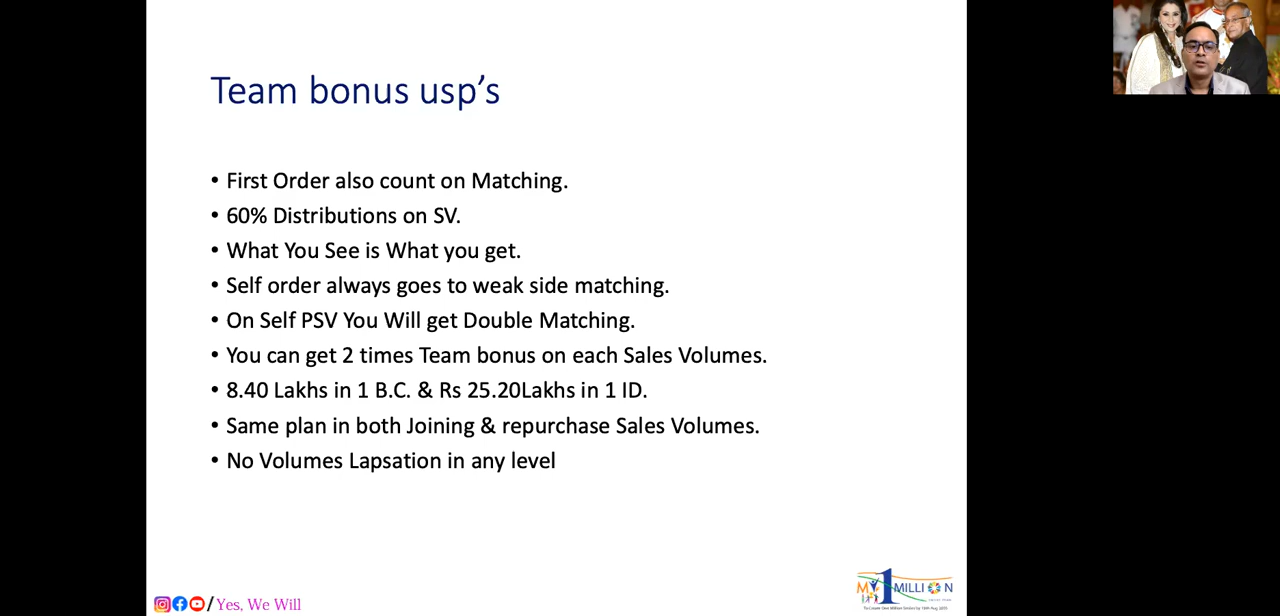 Team bonus usp's
• First Order also count on Matching.
• 60% Distributions on SV.
• What You See is What you get.
• Self order always goes to weak side matching.
• On Self PSV You Will get Double Matching.
• You can get 2 times Team bonus on each Sales Volumes.
• 8.40 Lakhs in 1 B.C. & Rs 25.20Lakhs in 1 ID.
• Same plan in both Joining & repurchase Sales Volumes.
• No Volumes Lapsation in any level
/Yes, We Will
MY 1 MILLION